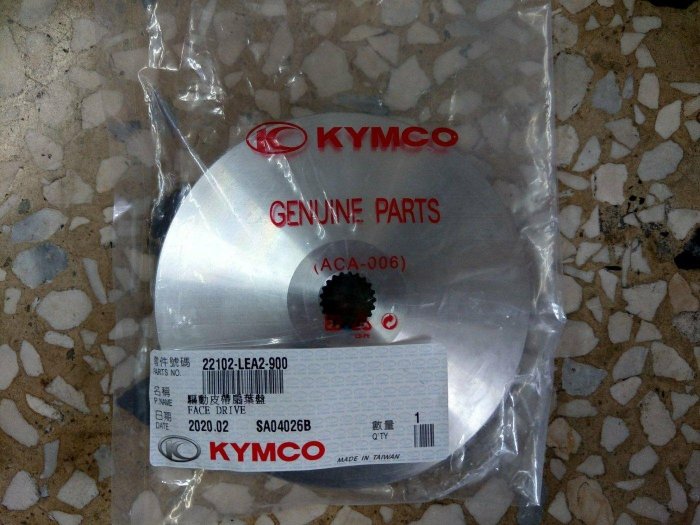 KYMCO
GENUINE PARTS
(ACA-006)
零件號碼 22102-LEA2-900
PARTS NO.
名稱 驅動皮帶扇葉盤
P.NAME FACE DRIVE
日期 數量 1
DATE 2020.02 SA04026B Q'TY
KYMCO
MADE IN TAIWAN